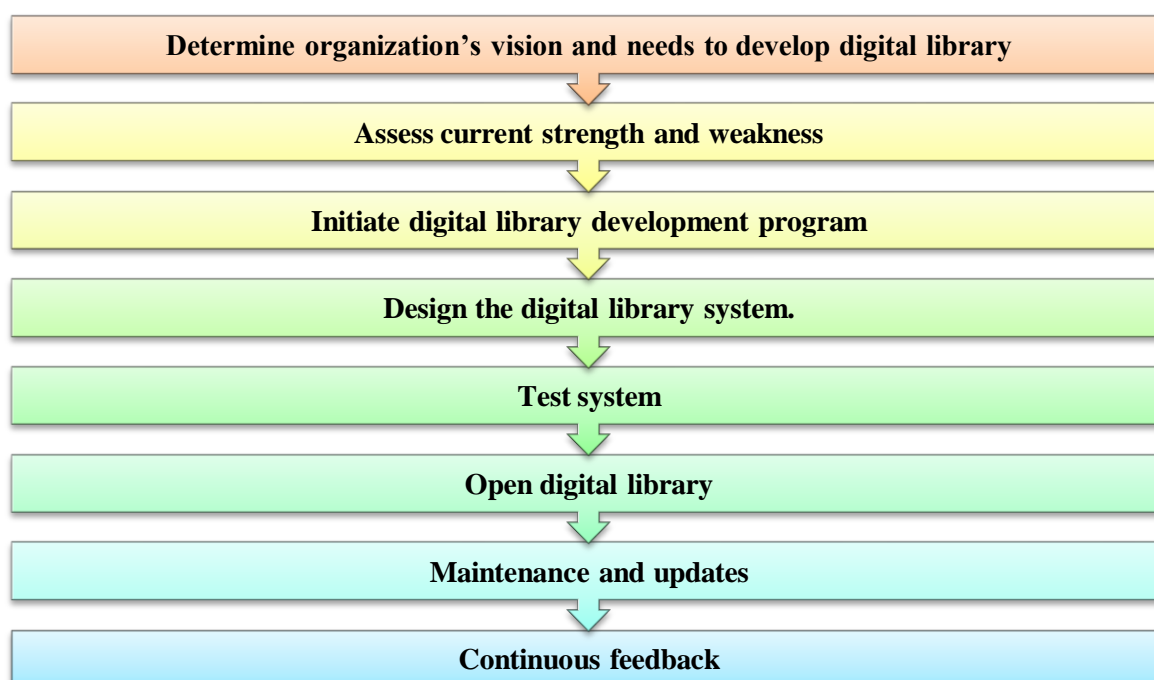 Determine organization’s vision and needs to develop digital library
Assess current strength and weakness
Initiate digital library development program
Design the digital library system.
Test system
Open digital library
Maintenance and updates
Continuous feedback